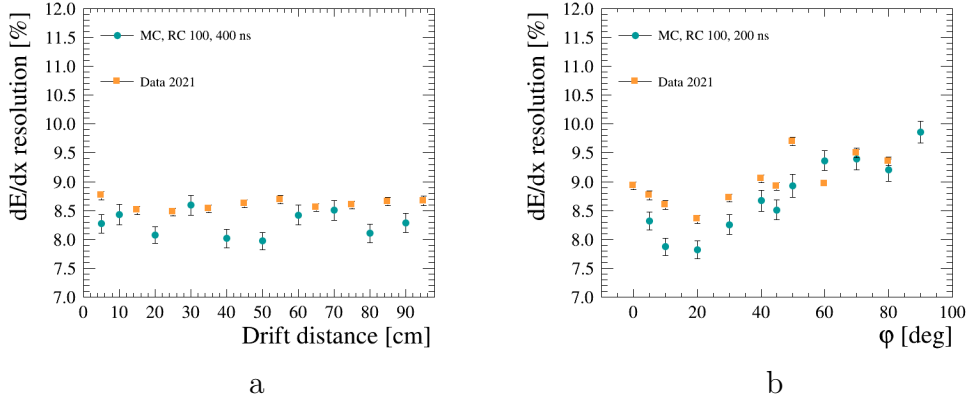 12.0
11.5
11.0
10.5
10.0
9.5
9.0
8.5
8.0
7.5
7.0
dE/dx resolution [%]
MC, RC 100, 400 ns
Data 2021
0 10 20 30 40 50 60 70 80 90
Drift distance [cm]
a
12.0
11.5
11.0
10.5
10.0
9.5
9.0
8.5
8.0
7.5
7.0
dE/dx resolution [%]
MC, RC 100, 200 ns
Data 2021
0 20 40 60 80 100
φ [deg]
b